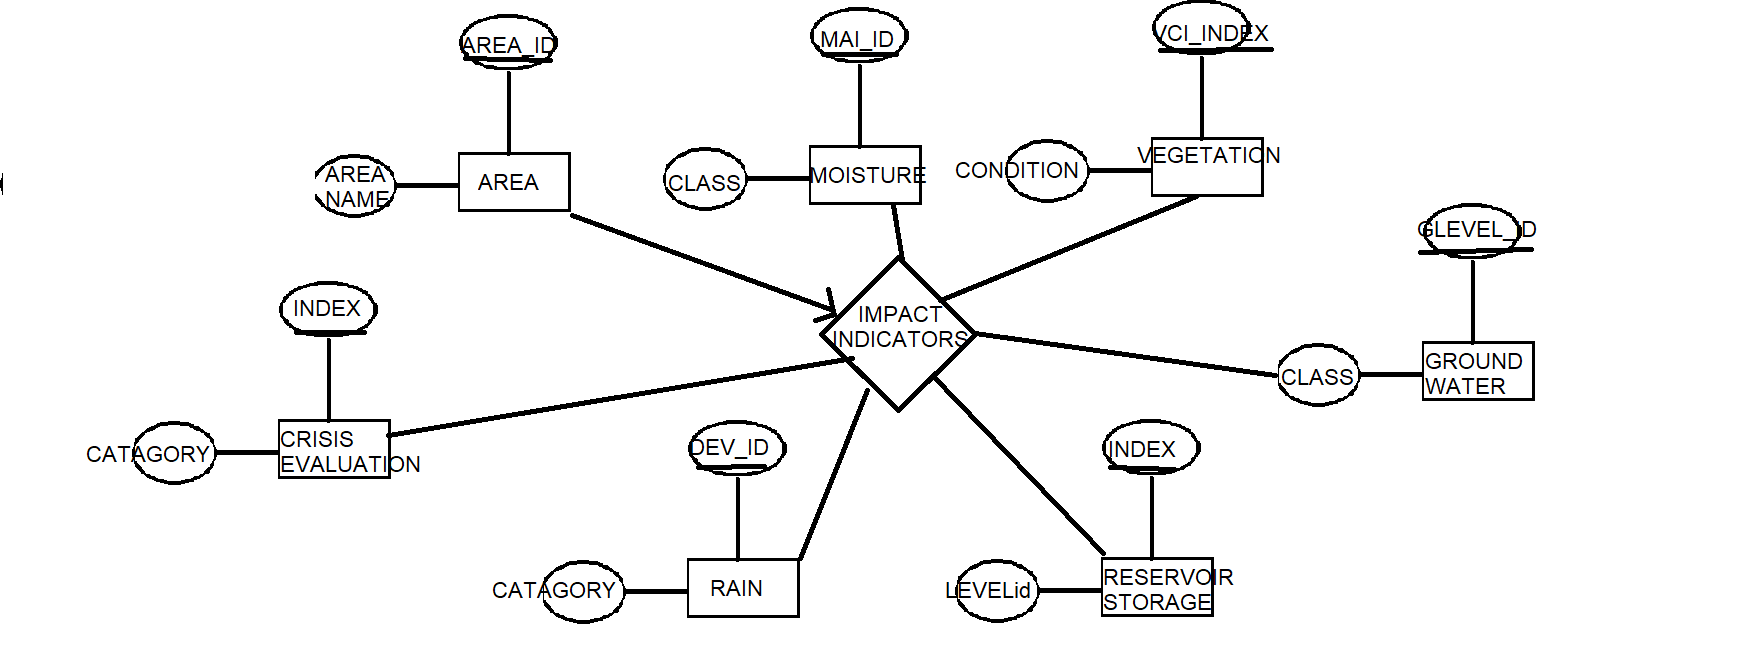 AREA_ID
MAI_ID
VCI_INDEX
AREA
NAME
AREA
CLASS
MOISTURE
CONDITION
VEGETATION
GLEVEL_ID
INDEX
IMPACT
INDICATORS
CLASS
GROUND
WATER
CATAGORY
CRISIS
EVALUATION
DEV_ID
INDEX
CATAGORY
RAIN
LEVELid
RESERVOIR
STORAGE